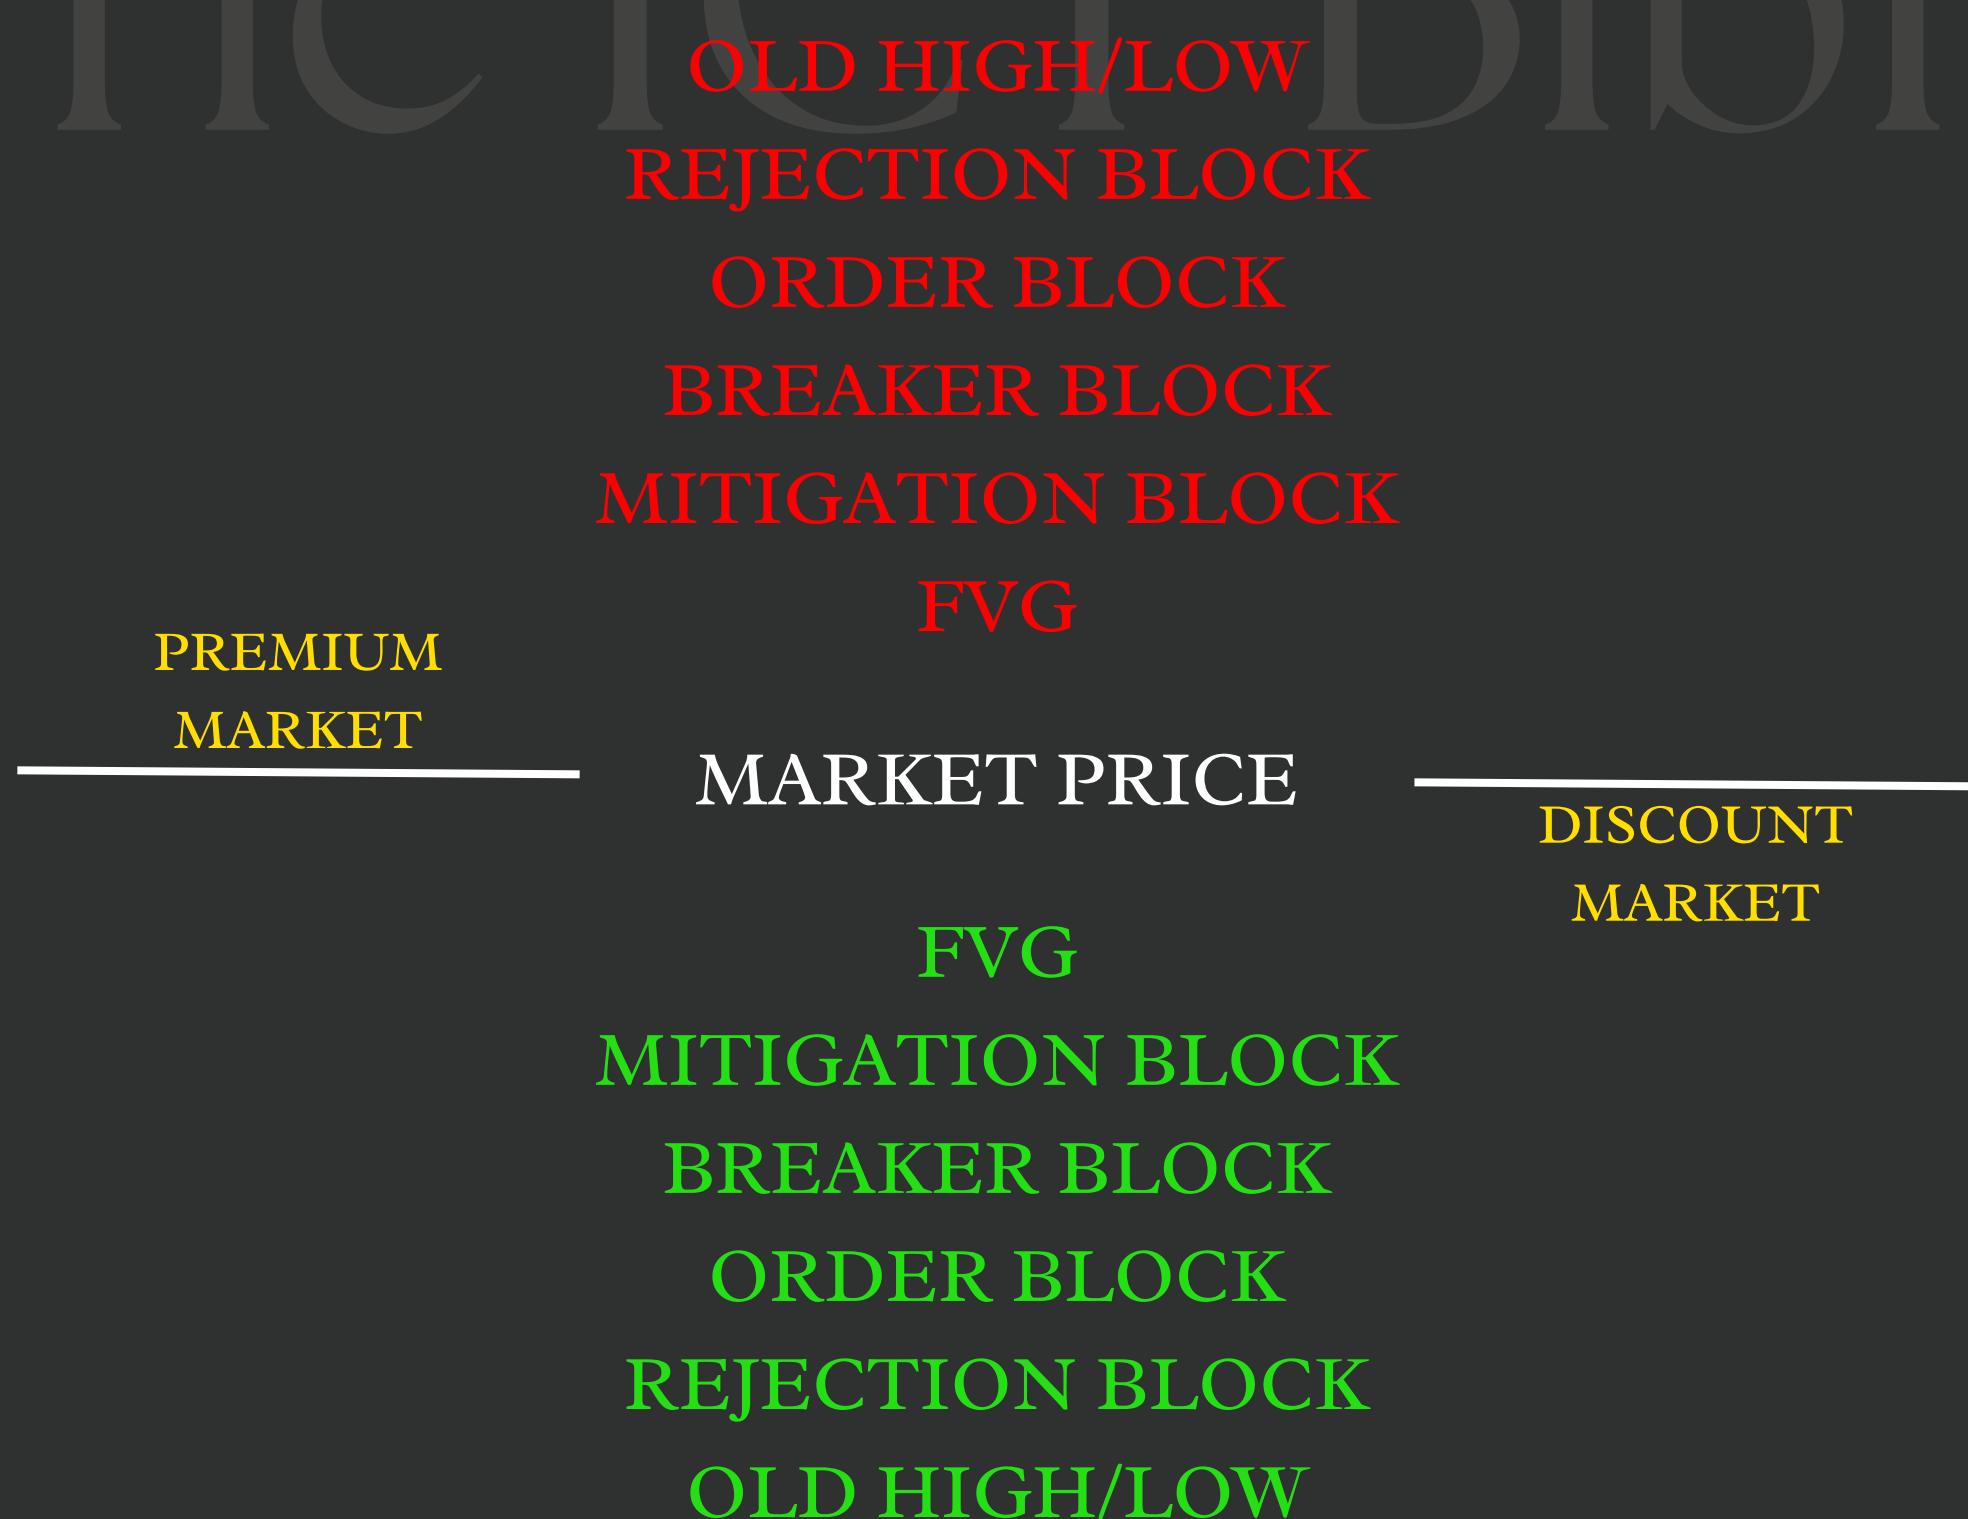 OLD HIGH/LOW
REJECTION BLOCK
ORDER BLOCK
BREAKER BLOCK
MITIGATION BLOCK
FVG
PREMIUM
MARKET
MARKET PRICE
DISCOUNT
MARKET
FVG
MITIGATION BLOCK
BREAKER BLOCK
ORDER BLOCK
REJECTION BLOCK
OLD HIGH/LOW